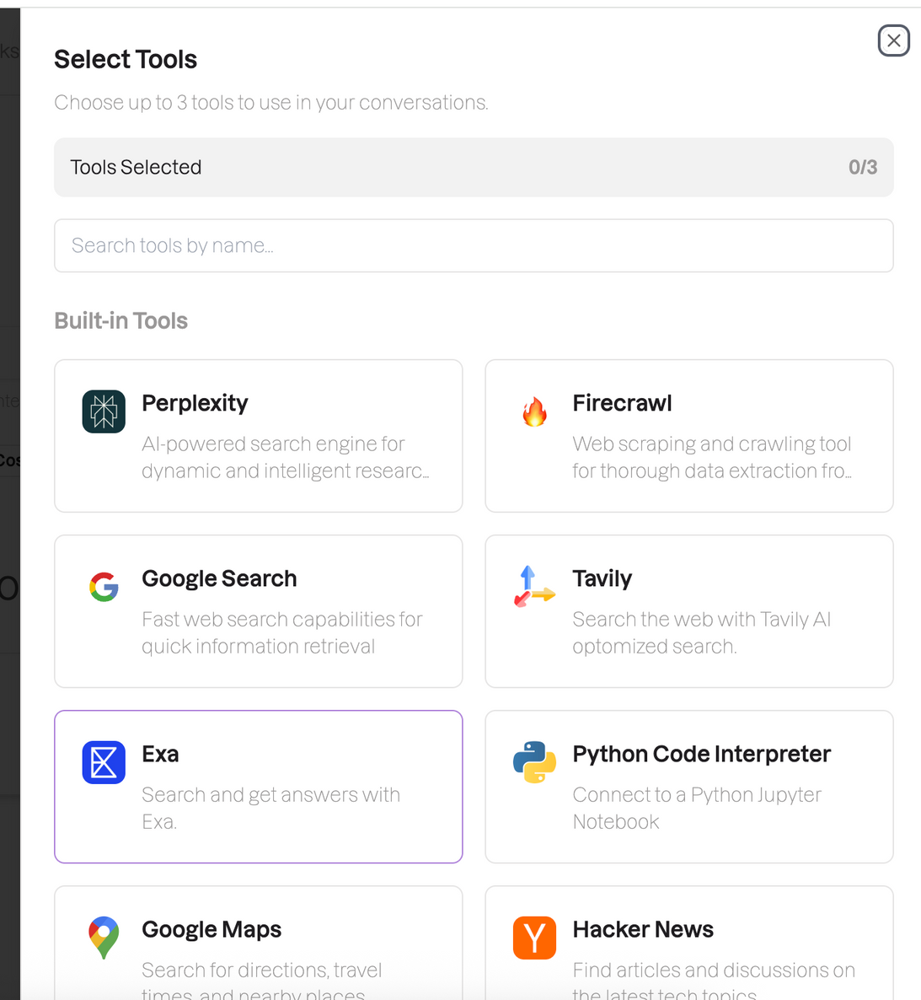 Select Tools
Choose up to 3 tools to use in your conversations.
Tools Selected 0/3
Search tools by name...
Built-in Tools
Perplexity
AI-powered search engine for
dynamic and intelligent researc...
Firecrawl
Web scraping and crawling tool
for thorough data extraction fro...
Google Search
Fast web search capabilities for
quick information retrieval
Tavily
Search the web with Tavily AI
optomized search.
Exa
Search and get answers with
Exa.
Python Code Interpreter
Connect to a Python Jupyter
Notebook
Google Maps
Search for directions, travel
times, and nearby places
Hacker News
Find articles and discussions on
the latest tech topics